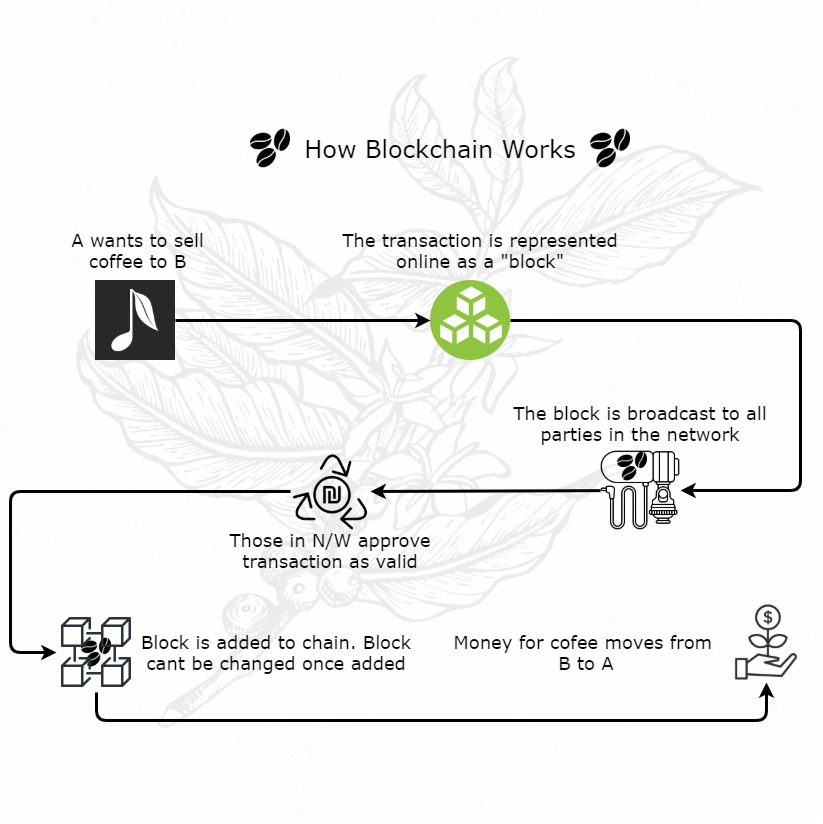 How Blockchain Works
A wants to sell
coffee to B
The transaction is represented
online as a "block"
The block is broadcast to all
parties in the network
Those in N/W approve
transaction as valid
Block is added to chain. Block
cant be changed once added
Money for cofee moves from
B to A
$